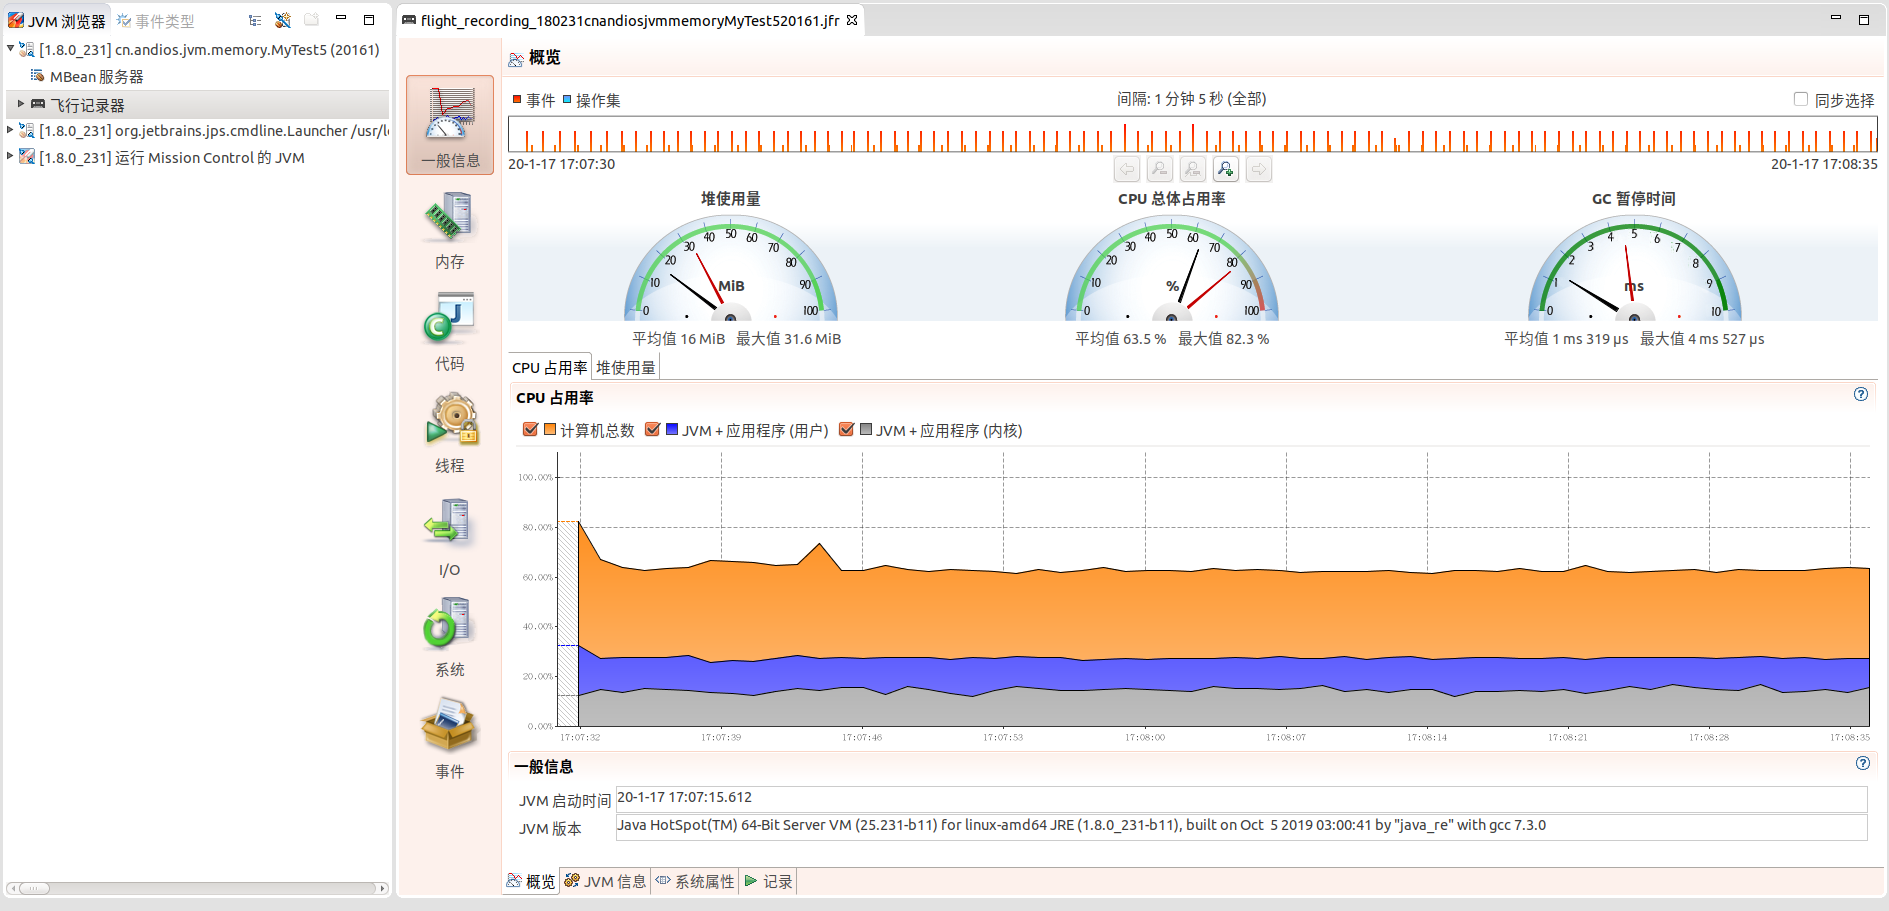 JVM 浏览器 事件类型
[1.8.0_231] cn.andios.jvm.memory.MyTest5 (20161)
MBean 服务器
飞行记录器
[1.8.0_231] org.jetbrains.jps.cmdline.Launcher /usr/l
[1.8.0_231] 运行 Mission Control 的 JVM
flight_recording_180231cnandiosjvmmemoryMyTest520161.jfr
一般信息
内存
代码
线程
I/O
系统
事件
概览
事件 操作集
间隔: 1 分钟 5 秒 (全部)
同步选择
20-1-17 17:07:30
20-1-17 17:08:35
堆使用量
0 10 20 30 40 50 60 70 80 90 100
MiB
平均值 16 MiB 最大值 31.6 MiB
CPU 总体占用率
0 10 20 30 40 50 60 70 80 90 100
%
平均值 63.5 % 最大值 82.3 %
GC 暂停时间
0 1 2 3 4 5 6 7 8 9 10
ms
平均值 1 ms 319 µs 最大值 4 ms 527 µs
CPU 占用率 堆使用量
CPU 占用率
计算机总数 JVM + 应用程序 (用户) JVM + 应用程序 (内核)
100.00%
80.00%
60.00%
40.00%
20.00%
0.00%
17:07:32 17:07:39 17:07:46 17:07:53 17:08:00 17:08:07 17:08:14 17:08:21 17:08:28 17:08:35
一般信息
JVM 启动时间 20-1-17 17:07:15.612
JVM 版本 Java HotSpot(TM) 64-Bit Server VM (25.231-b11) for linux-amd64 JRE (1.8.0_231-b11), built on Oct  5 2019 03:00:41 by "java_re" with gcc 7.3.0
概览 JVM 信息 系统属性 记录